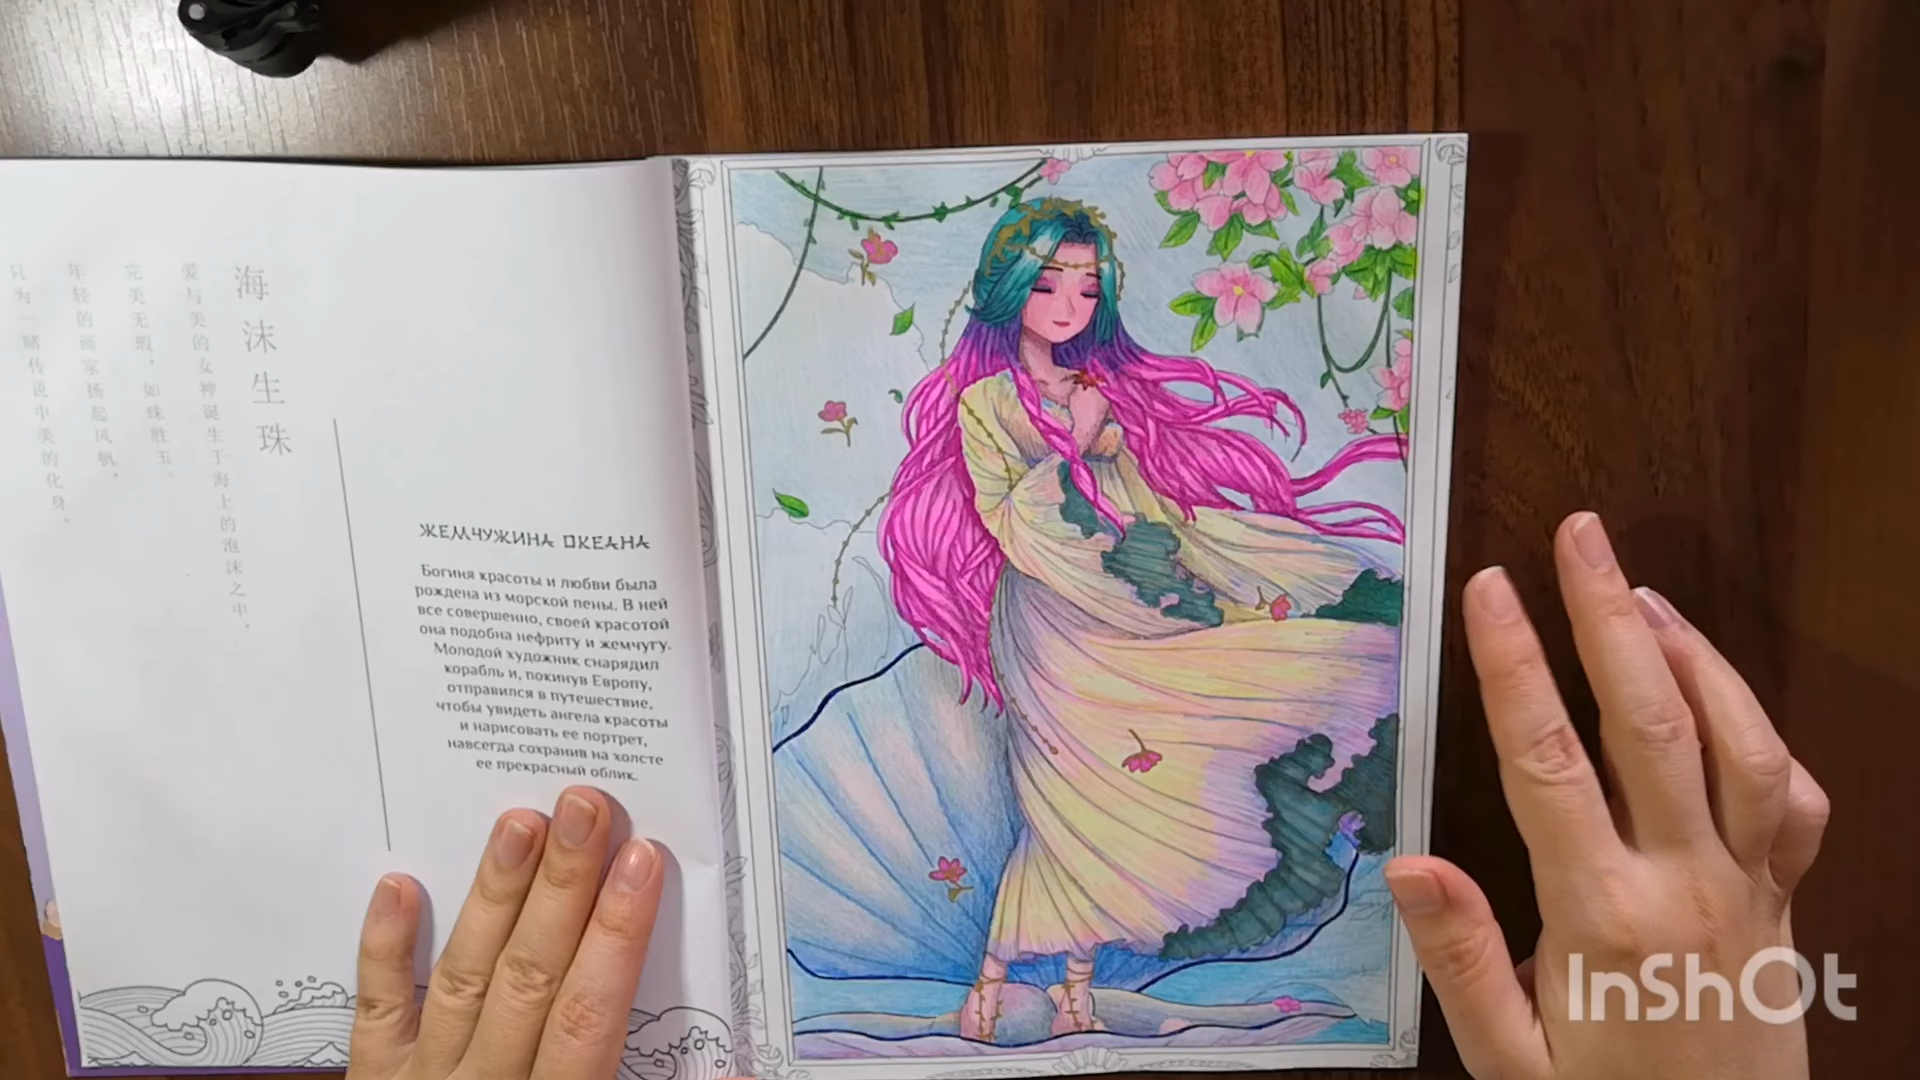 海沫生珠
爱与美的女神诞生于海上的泡沫之中，
完美无瑕，如珠胜玉。
年轻的画家扬起风帆，
只为一睹传说中美的化身。
ЖЕМЧУЖИНА ОКЕАНА
Богиня красоты и любви была
рождена из морской пены. В ней
все совершенно, своей красотой
она подобна нефриту и жемчугу.
Молодой художник снарядил
корабль и, покинув Европу,
отправился в путешествие,
чтобы увидеть ангела красоты
и нарисовать ее портрет,
навсегда сохранив на холсте
ее прекрасный облик.
InShOt